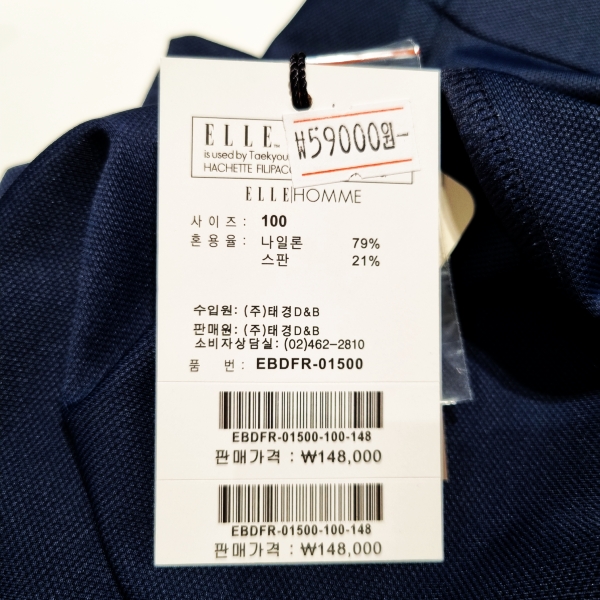 ELLE
is used by Taekyou
HACHETTE FILIPACC
₩59000원-
ELLE HOMME
사이즈: 100
혼용율: 나일론 79%
스판 21%
수입원: (주)태경D&B
판매원: (주)태경D&B
소비자상담실: (02)462-2810
품 번: EBDFR-01500
EBDFR-01500-100-148
판매가격 : ₩148,000
EBDFR-01500-100-148
판매가격 : ₩148,000